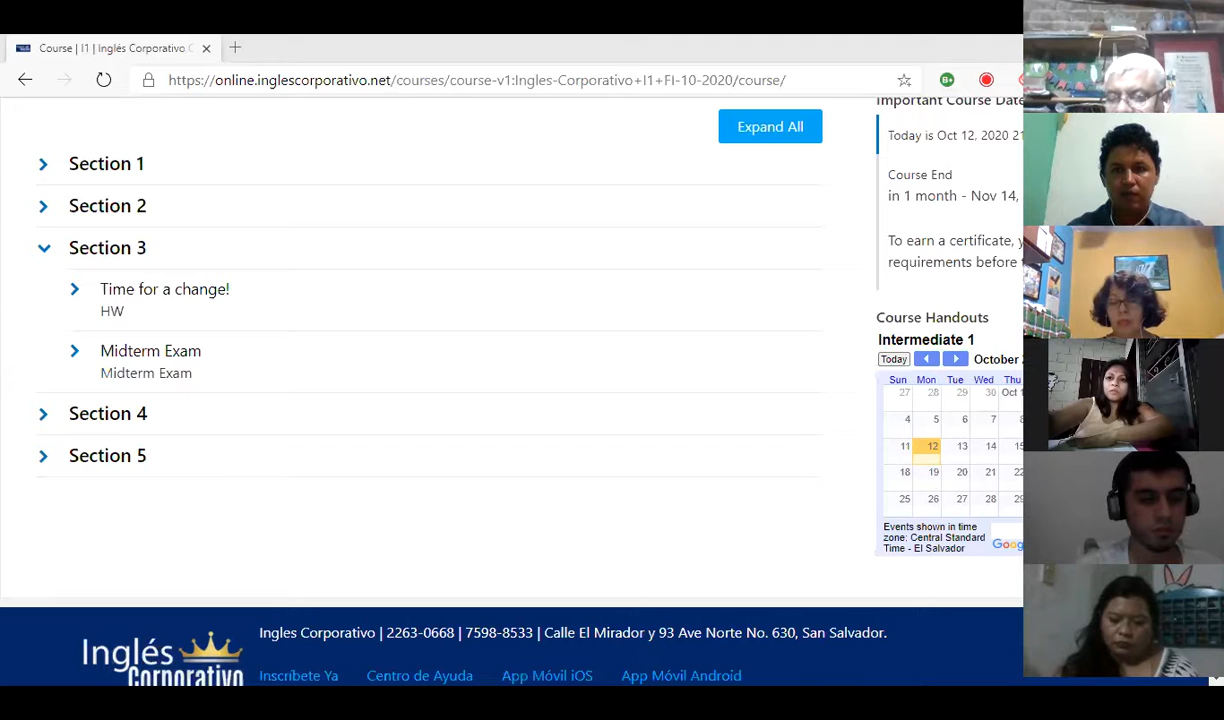 Course | I1 | Inglés Corporativo
https://online.inglescorporativo.net/courses/course-v1:Ingles-Corporativo+I1+FI-10-2020/course/
Expand All
Section 1
Section 2
Section 3
Time for a change!
HW
Midterm Exam
Midterm Exam
Section 4
Section 5
Important Course
Today is Oct 12, 2020
Course End
in 1 month - Nov 14,
To earn a certificate,
requirements before
Course Handouts
Intermediate 1
Today
October
Sun Mon Tue Wed Thu
27 28 29 30 Oct 1
4 5 6 7 8
11 12 13 14 15
18 19 20 21 22
25 26 27 28 29
Events shown in time
zone: Central Standard
Time - El Salvador
Inglés
Corporativo
Ingles Corporativo | 2263-0668 | 7598-8533 | Calle El Mirador y 93 Ave Norte No. 630, San Salvador.
Inscríbete Ya
Centro de Ayuda
App Móvil iOS
App Móvil Android